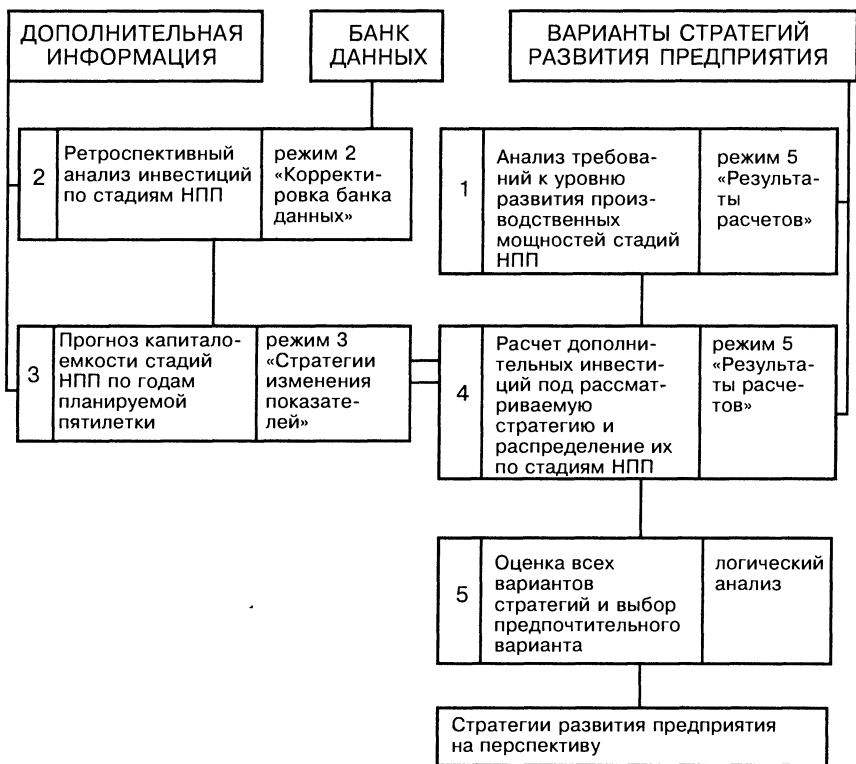 ДОПОЛНИТЕЛЬНАЯ
ИНФОРМАЦИЯ
БАНК
ДАННЫХ
ВАРИАНТЫ СТРАТЕГИЙ
РАЗВИТИЯ ПРЕДПРИЯТИЯ
2
Ретроспективный
анализ инвестиций
по стадиям НПП
режим 2
«Корректи-
ровка банка
данных»
1
Анализ требова-
ний к уровню
развития произ-
водственных
мощностей стадий
НПП
режим 5
«Результа-
ты
расчетов»
3
Прогноз капитало-
емкости стадий
НПП по годам
планируемой
пятилетки
режим 3
«Стратегии
изменения
показате-
лей»
4
Расчет дополни-
тельных инвести-
ций под рассмат-
риваемую
стратегию и
распределение их
по стадиям НПП
режим 5
«Результа-
ты расче-
тов»
5
Оценка всех
вариантов
стратегий и выбор
предпочтительного
варианта
логический
анализ
Стратегии развития предприятия
на перспективу